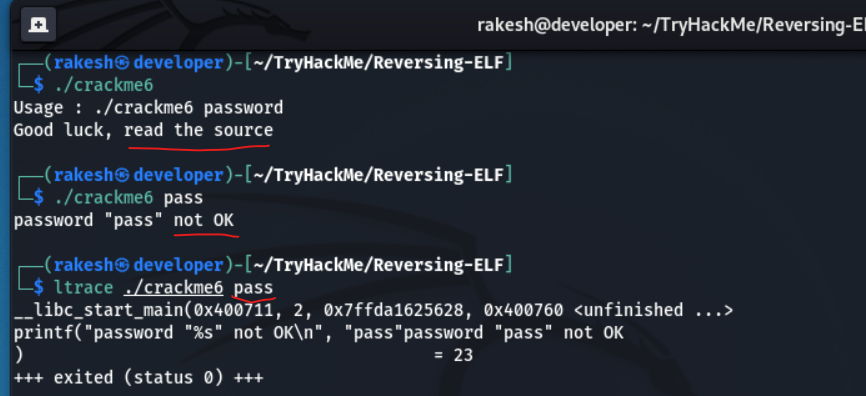 rakesh@developer: ~/TryHackMe/Reversing-El
┌──(rakesh㉿developer)-[~/TryHackMe/Reversing-ELF]
└─$ ./crackme6
Usage : ./crackme6 password
Good luck, read the source
┌──(rakesh㉿developer)-[~/TryHackMe/Reversing-ELF]
└─$ ./crackme6 pass
password "pass" not OK
┌──(rakesh㉿developer)-[~/TryHackMe/Reversing-ELF]
└─$ ltrace ./crackme6 pass
__libc_start_main(0x400711, 2, 0x7ffda1625628, 0x400760 <unfinished ...>
printf("password "%s" not OK\n", "pass"password "pass" not OK
) = 23
+++ exited (status 0) +++